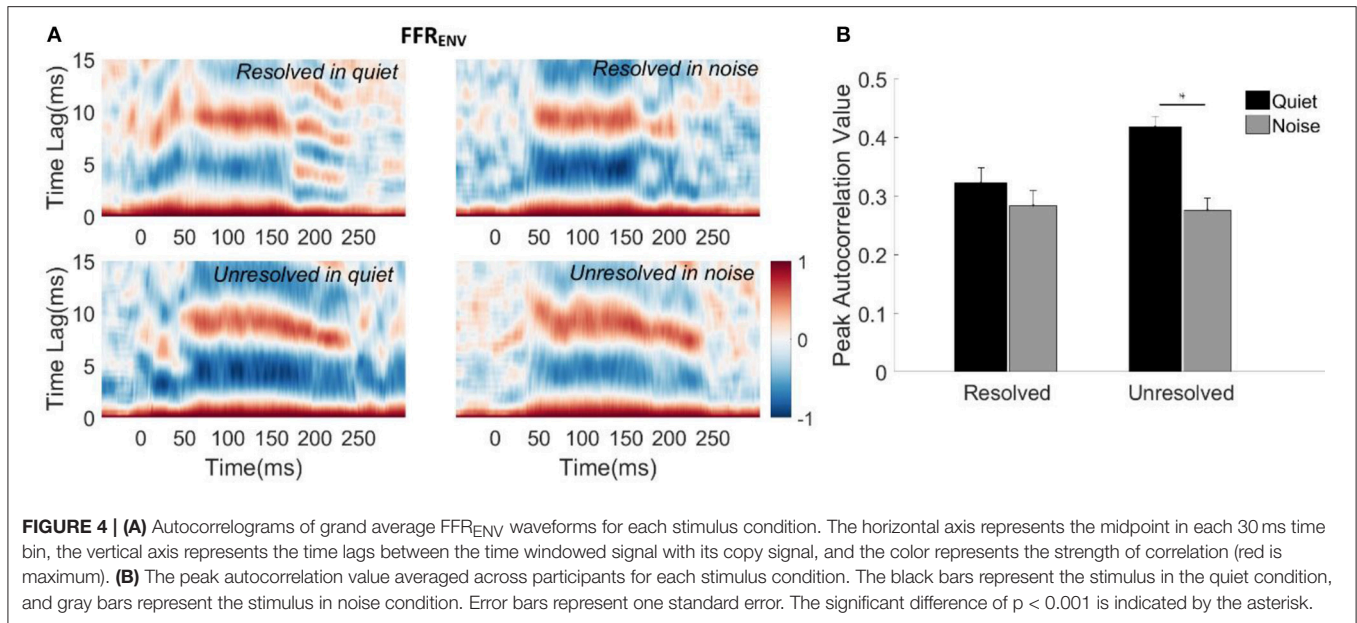 A
FFRENV
B
Resolved in quiet
Resolved in noise
Time Lag(ms)
15
10
5
0
0 50 100 150 200 250
0 50 100 150 200 250
Unresolved in quiet
Unresolved in noise
Time Lag(ms)
15
10
5
0
0 50 100 150 200 250
0 50 100 150 200 250
Time(ms)
Time(ms)
1
0
-1
Peak Autocorrelation Value
0.5
0.4
0.3
0.2
0.1
0
*
Quiet
Noise
Resolved
Unresolved
FIGURE 4 | (A) Autocorrelograms of grand average FFRENV waveforms for each stimulus condition. The horizontal axis represents the midpoint in each 30 ms time
bin, the vertical axis represents the time lags between the time windowed signal with its copy signal, and the color represents the strength of correlation (red is
maximum). (B) The peak autocorrelation value averaged across participants for each stimulus condition. The black bars represent the stimulus in the quiet condition,
and gray bars represent the stimulus in noise condition. Error bars represent one standard error. The significant difference of p < 0.001 is indicated by the asterisk.